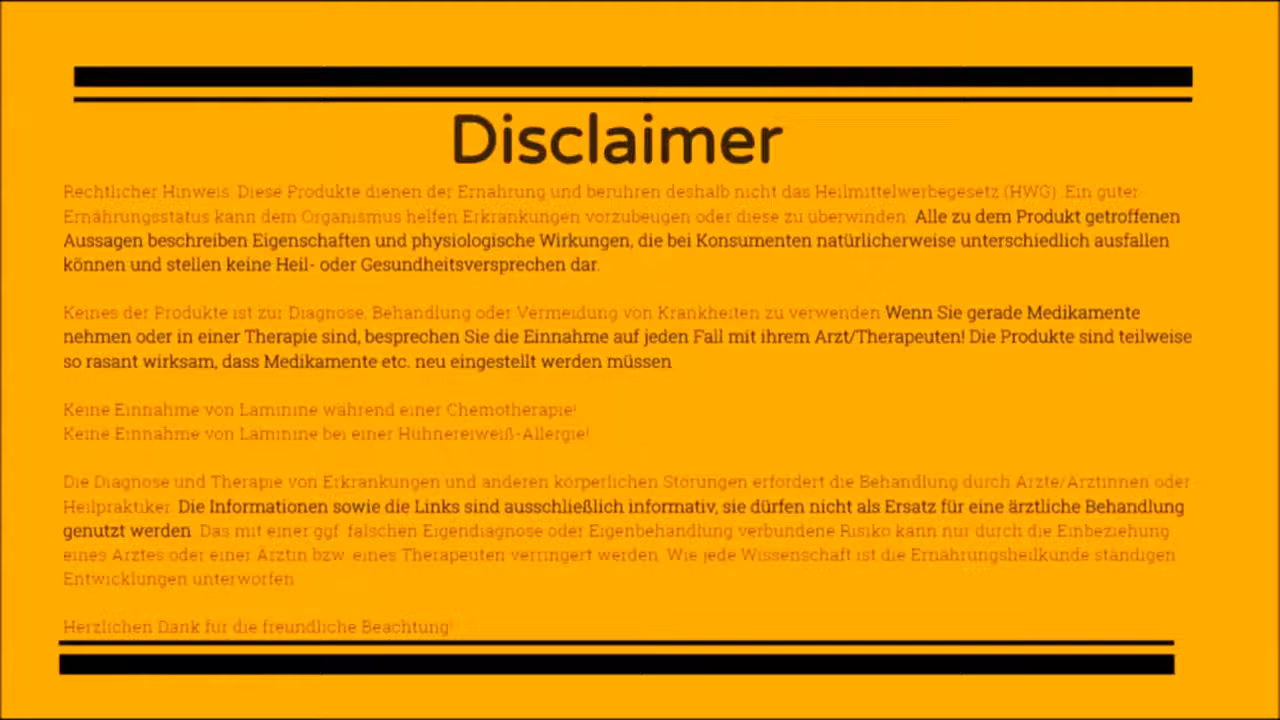 Disclaimer
Rechtlicher Hinweis: Diese Produkte dienen der Ernährung und berühren deshalb nicht das Heilmittelwerbegesetz (HWG). Ein guter
Ernährungsstatus kann dem Organismus helfen Erkrankungen vorzubeugen oder diese zu überwinden. Alle zu dem Produkt getroffenen
Aussagen beschreiben Eigenschaften und physiologische Wirkungen, die bei Konsumenten natürlicherweise unterschiedlich ausfallen
können und stellen keine Heil- oder Gesundheitsversprechen dar.
Keines der Produkte ist zur Diagnose, Behandlung oder Vermeidung von Krankheiten zu verwenden. Wenn Sie gerade Medikamente
nehmen oder in einer Therapie sind, besprechen Sie die Einnahme auf jeden Fall mit ihrem Arzt/Therapeuten! Die Produkte sind teilweise
so rasant wirksam, dass Medikamente etc. neu eingestellt werden müssen
Keine Einnahme von Laminine während einer Chemotherapie!
Keine Einnahme von Laminine bei einer Hühnereiweiß-Allergie!
Die Diagnose und Therapie von Erkrankungen und anderen körperlichen Störungen erfordert die Behandlung durch Ärzte/Ärztinnen oder
Heilpraktiker. Die Informationen sowie die Links sind ausschließlich informativ, sie dürfen nicht als Ersatz für eine ärztliche Behandlung
genutzt werden. Das mit einer ggf. falschen Eigendiagnose oder Eigenbehandlung verbundene Risiko kann nur durch die Einbeziehung
eines Arztes oder einer Ärztin bzw. eines Therapeuten verringert werden. Wie jede Wissenschaft ist die Ernährungsheilkunde ständigen
Entwicklungen unterworfen.
Herzlichen Dank für die freundliche Beachtung!